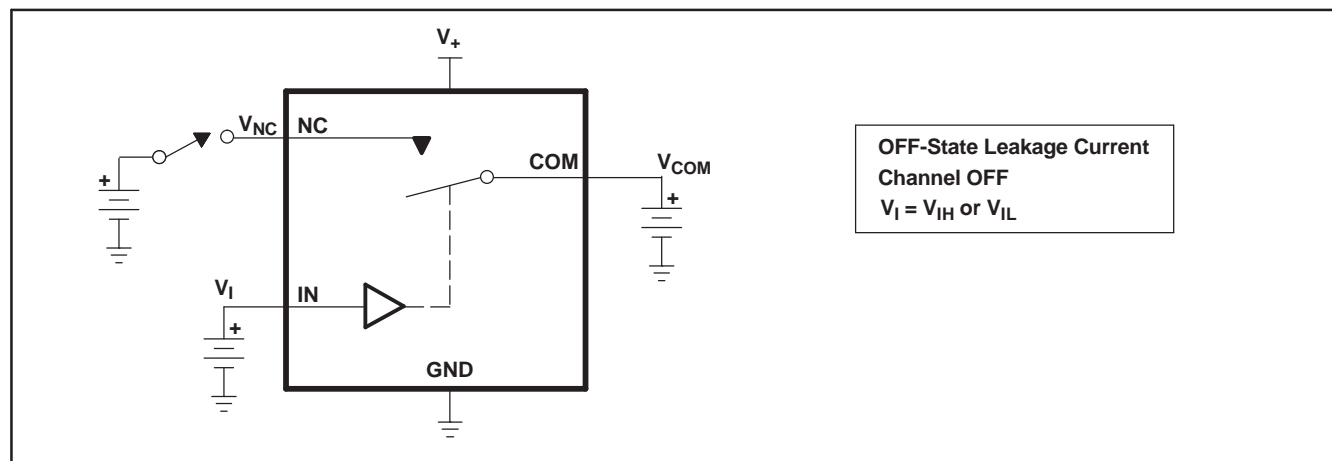 V+
VNC NC
COM VCOM
+
+
VI IN
+
GND
OFF-State Leakage Current
Channel OFF
VI = VIH or VIL